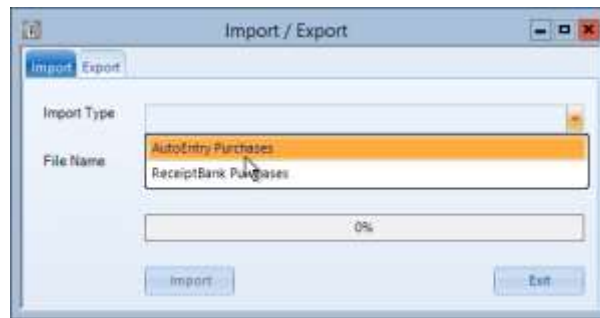 Import / Export
Import Export
Import Type
AutoEntry Purchases
File Name
ReceiptBank Purchases
0%
Import Exit